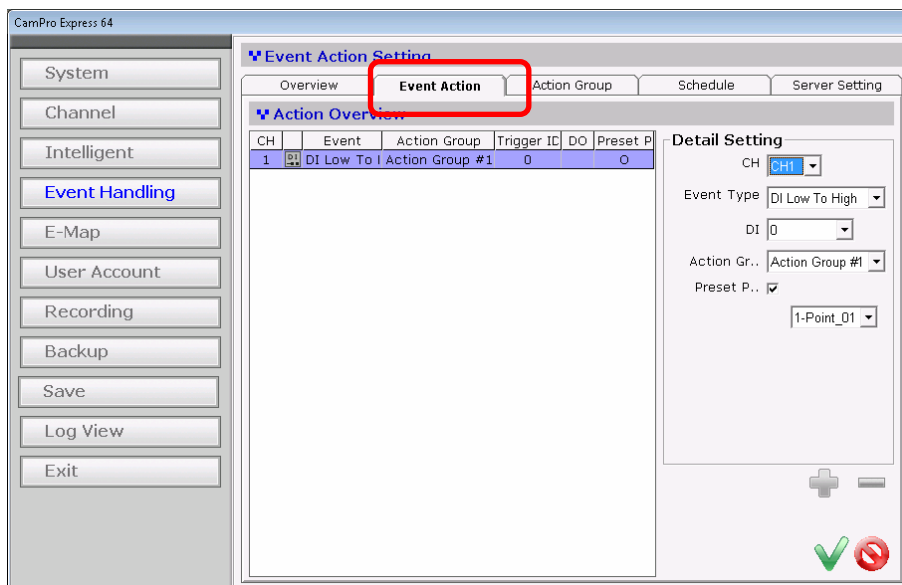 CamPro Express 64
System
Channel
Intelligent
Event Handling
E-Map
User Account
Recording
Backup
Save
Log View
Exit
Event Action Setting
Overview Event Action Action Group Schedule Server Setting
Action Overview
CH DI Event Action Group Trigger ID DO Preset P
1 DI Low To I Action Group #1 0 O
Detail Setting
CH CH1
Event Type DI Low To High
DI 0
Action Gr.. Action Group #1
Preset P..
1-Point_01